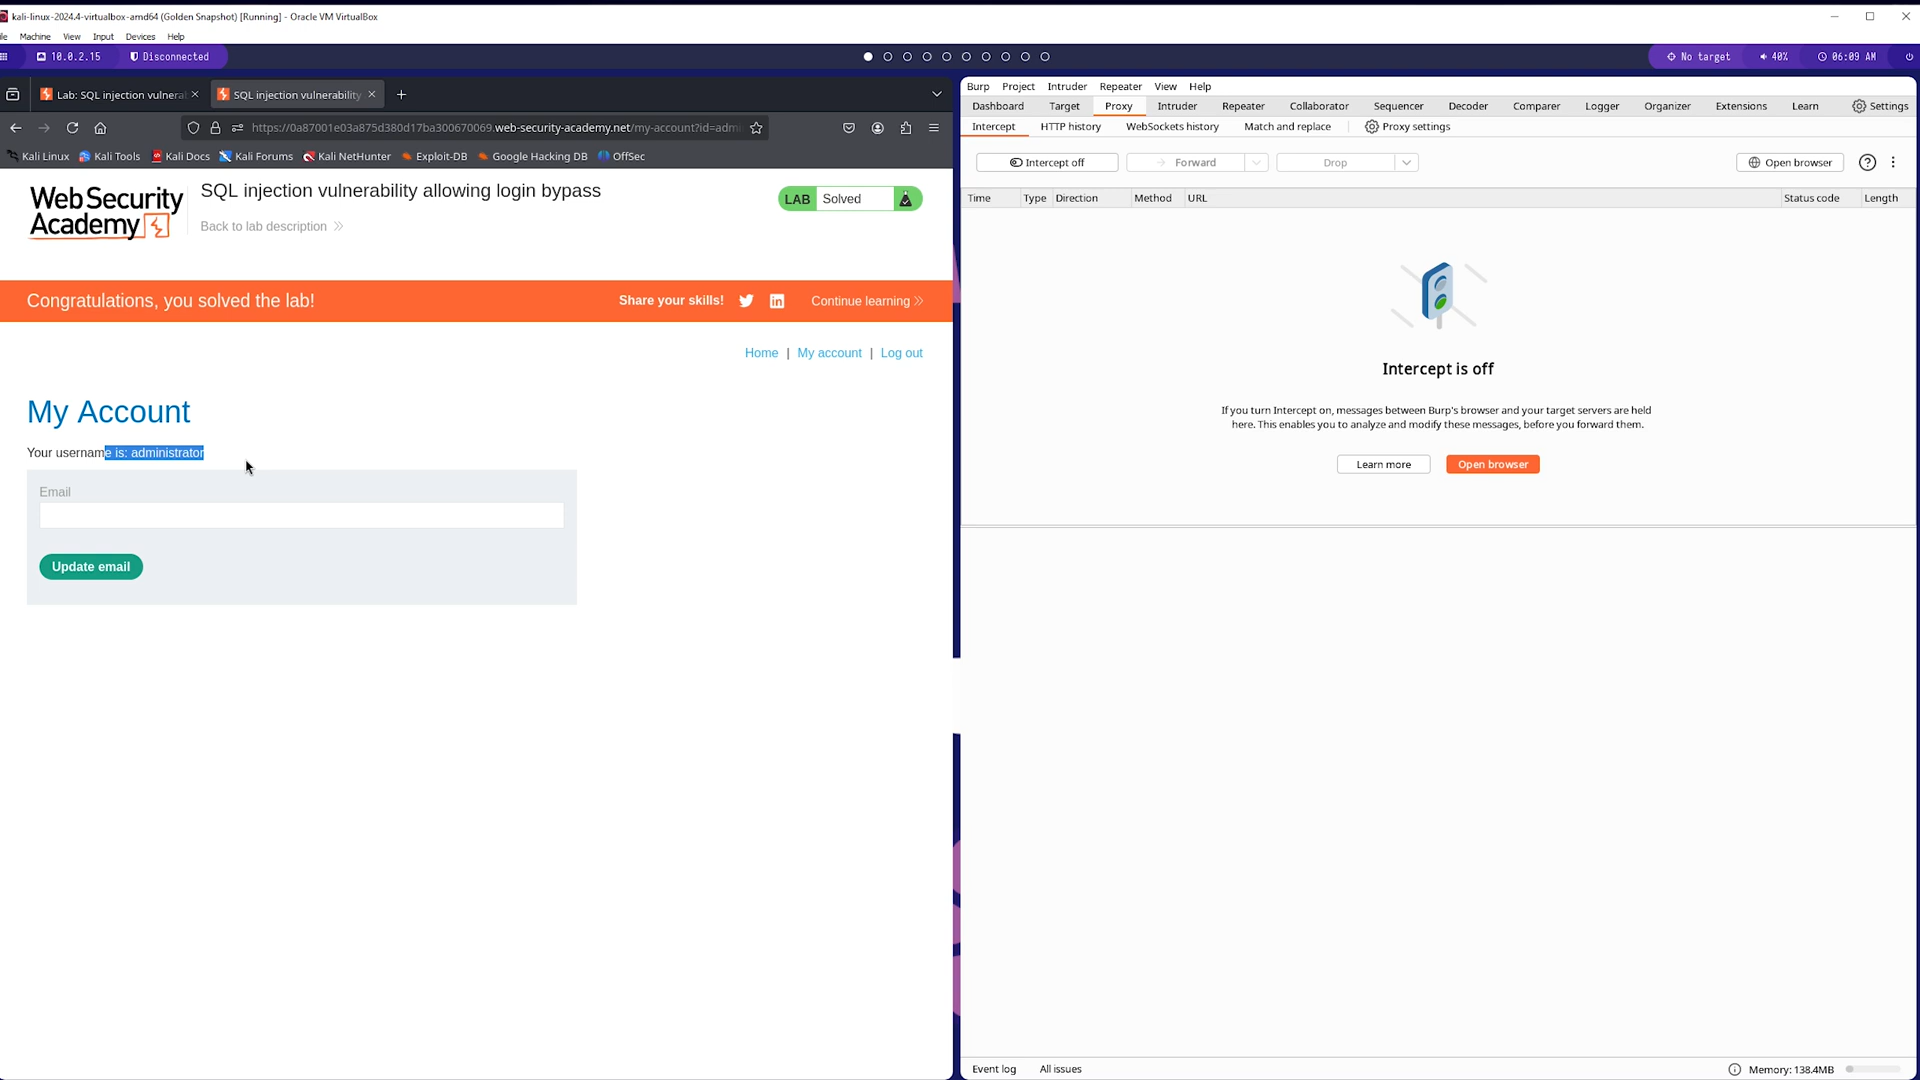 kali-linux-2024.4-virtualbox-amd64 (Golden Snapshot) [Running] - Oracle VM VirtualBox
Machine View Input Devices Help
10.0.2.15 Disconnected No target 40% 06:09 AM
Lab: SQL injection vulnera SQL injection vulnerability
https://0a87001e03a875d380d17ba300670069.web-security-academy.net/my-account?id=adm
Kali Linux Kali Tools Kali Docs Kali Forums Kali NetHunter Exploit-DB Google Hacking DB OffSec
Web Security Academy
SQL injection vulnerability allowing login bypass
Back to lab description
LAB Solved
Congratulations, you solved the lab!
Share your skills!
Continue learning
Home | My account | Log out
My Account
Your username is: administrator
Email
Update email
Burp Project Intruder Repeater View Help
Dashboard Target Proxy Intruder Repeater Collaborator Sequencer Decoder Comparer Logger Organizer Extensions Learn Settings
Intercept HTTP history WebSockets history Match and replace Proxy settings
Intercept off Forward Drop Open browser
Time Type Direction Method URL Status code Length
Intercept is off
If you turn Intercept on, messages between Burp's browser and your target servers are held
here. This enables you to analyze and modify these messages, before you forward them.
Learn more Open browser
Event log All issues Memory: 138.4MB